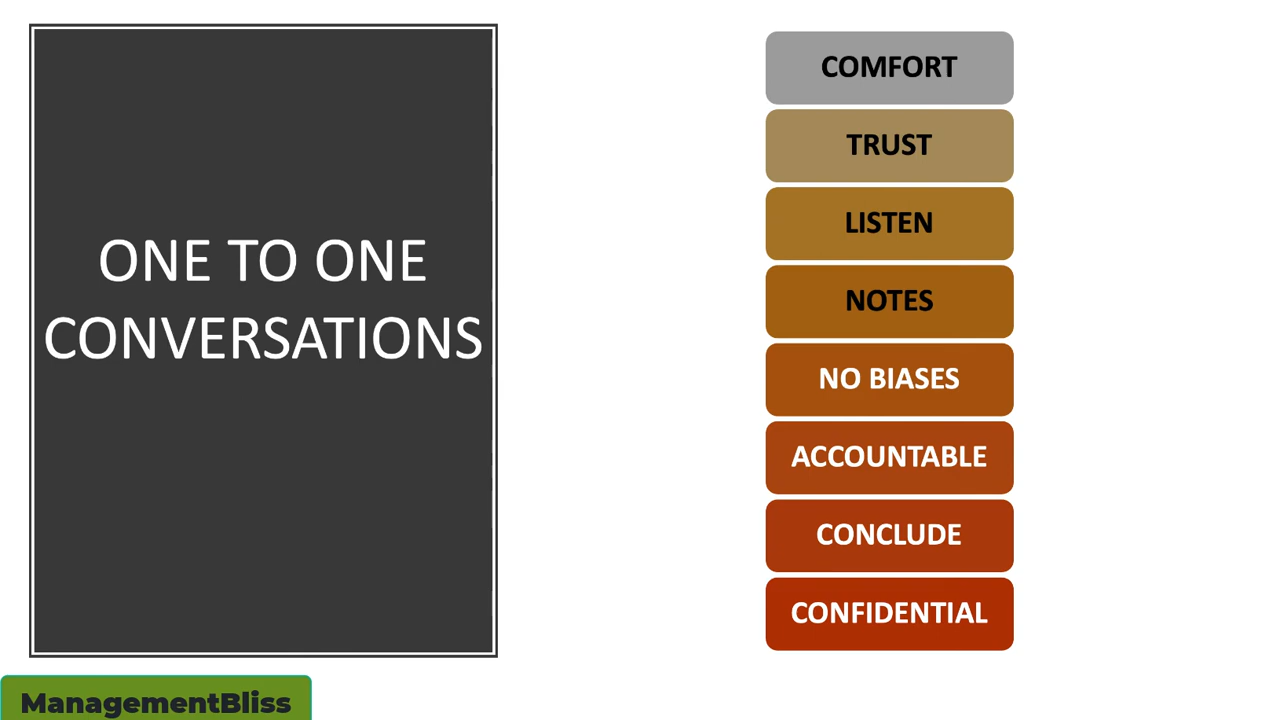 ONE TO ONE
CONVERSATIONS
COMFORT
TRUST
LISTEN
NOTES
NO BIASES
ACCOUNTABLE
CONCLUDE
CONFIDENTIAL
ManagementBliss